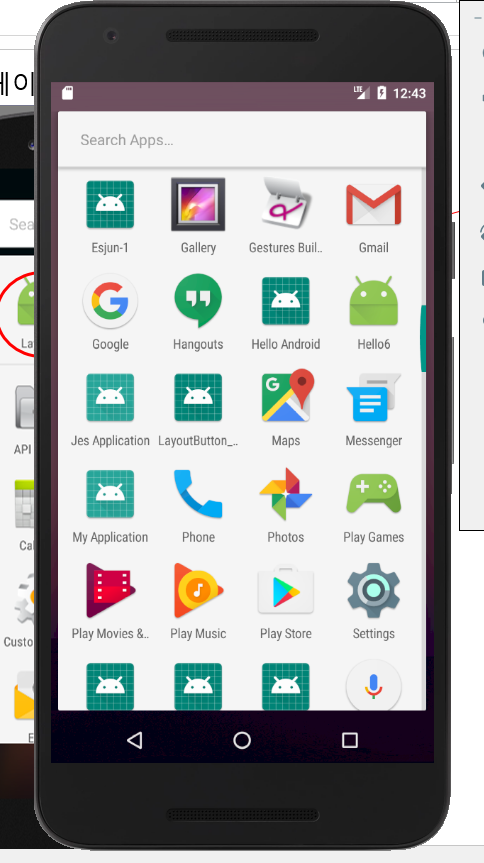 케이
LTE 12:43
Search Apps...
Sea
Esjun-1 Gallery Gestures Buil.. Gmail
Google Hangouts Hello Android Hello6
La
Jes Application LayoutButton_.. Maps Messenger
API
My Application Phone Photos Play Games
Cal
Play Movies &.. Play Music Play Store Settings
Custo
E